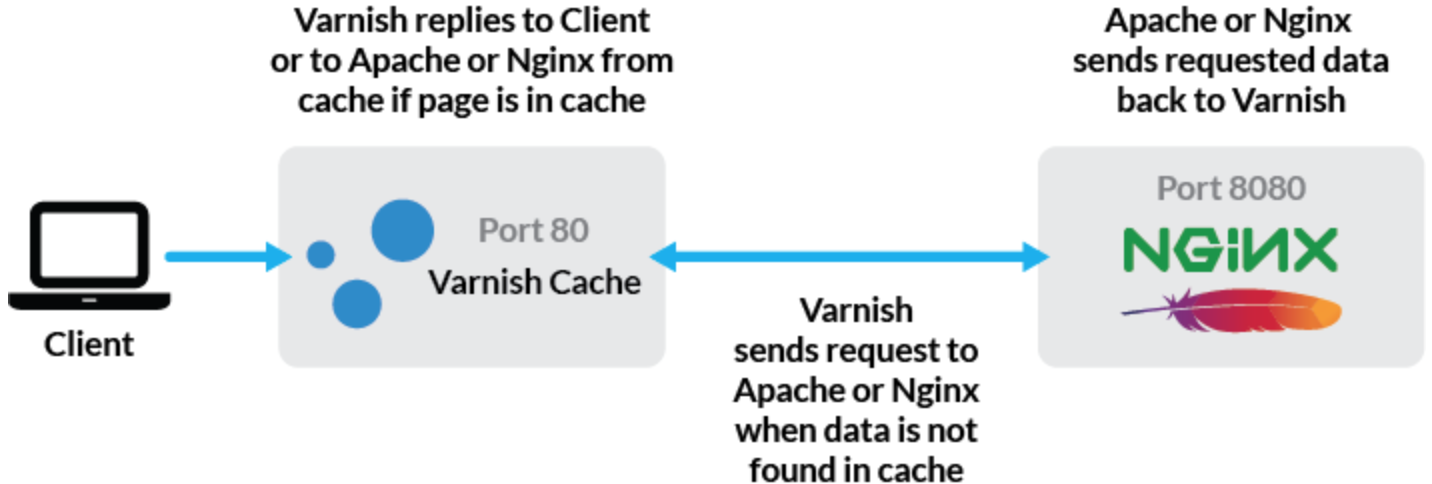 Varnish replies to Client
or to Apache or Nginx from
cache if page is in cache
Apache or Nginx
sends requested data
back to Varnish
Client
Port 80
Varnish Cache
Varnish
sends request to
Apache or Nginx
when data is not
found in cache
Port 8080
NGiNX